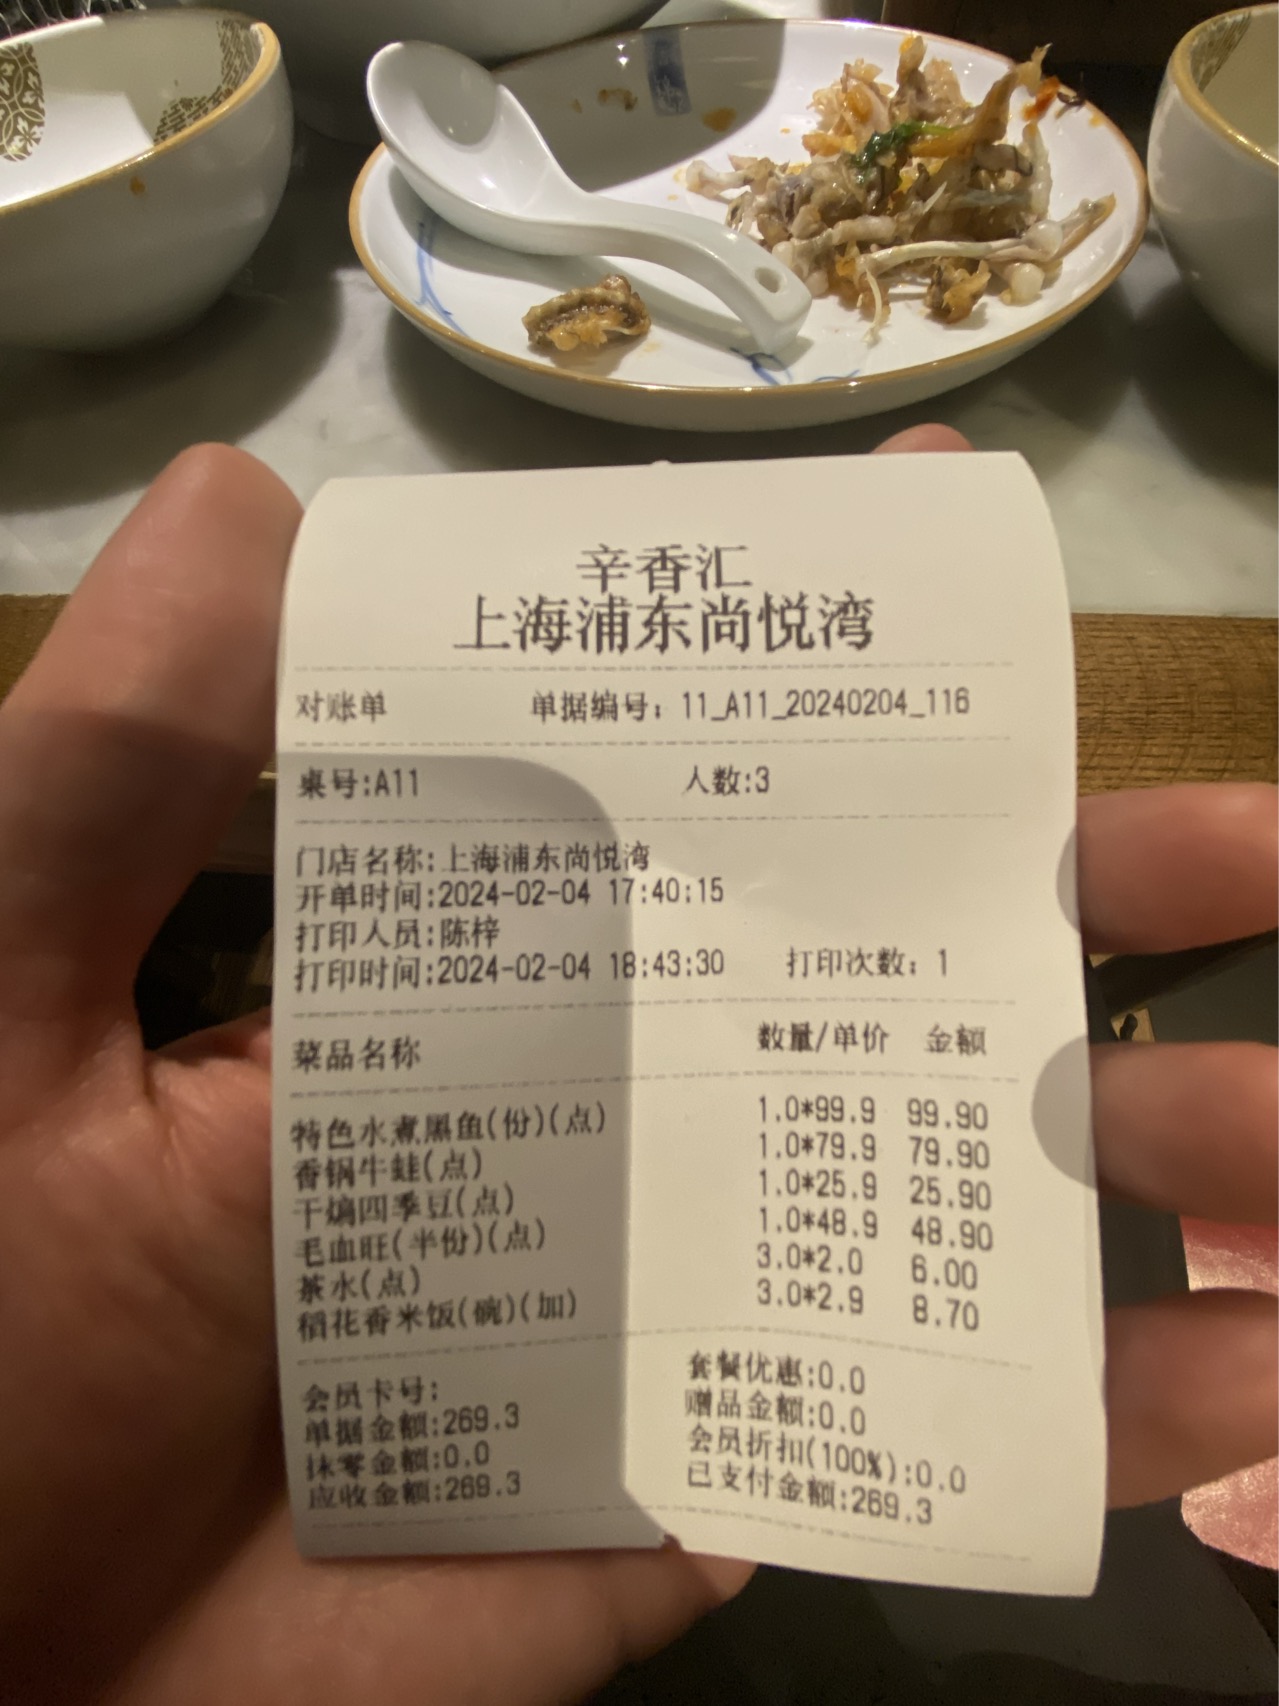 辛香汇
上海浦东尚悦湾
对账单 单据编号：11_A11_20240204_116
桌号:A11 人数:3
门店名称:上海浦东尚悦湾
开单时间:2024-02-04 17:40:15
打印人员:陈梓
打印时间:2024-02-04 18:43:30 打印次数：1
菜品名称 数量/单价 金额
特色水煮黑鱼(份)(点) 1.0*99.9 99.90
香锅牛蛙(点) 1.0*79.9 79.90
干煸四季豆(点) 1.0*25.9 25.90
毛血旺(半份)(点) 1.0*48.9 48.90
茶水(点) 3.0*2.0 6.00
稻花香米饭(碗)(加) 3.0*2.9 8.70
会员卡号: 套餐优惠:0.0
单据金额:269.3 赠品金额:0.0
抹零金额:0.0 会员折扣(100%):0.0
应收金额:269.3 已支付金额:269.3